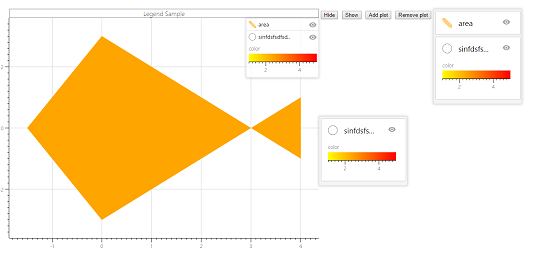 Legend Sample
Hide Show Add plot Remove plot
area
sinfdsfsdfsd...
color
2 4
area
sinfdsfs...
color
2 4
sinfdsfs...
color
2 4
2
0
-2
-1 0 1 2 3 4